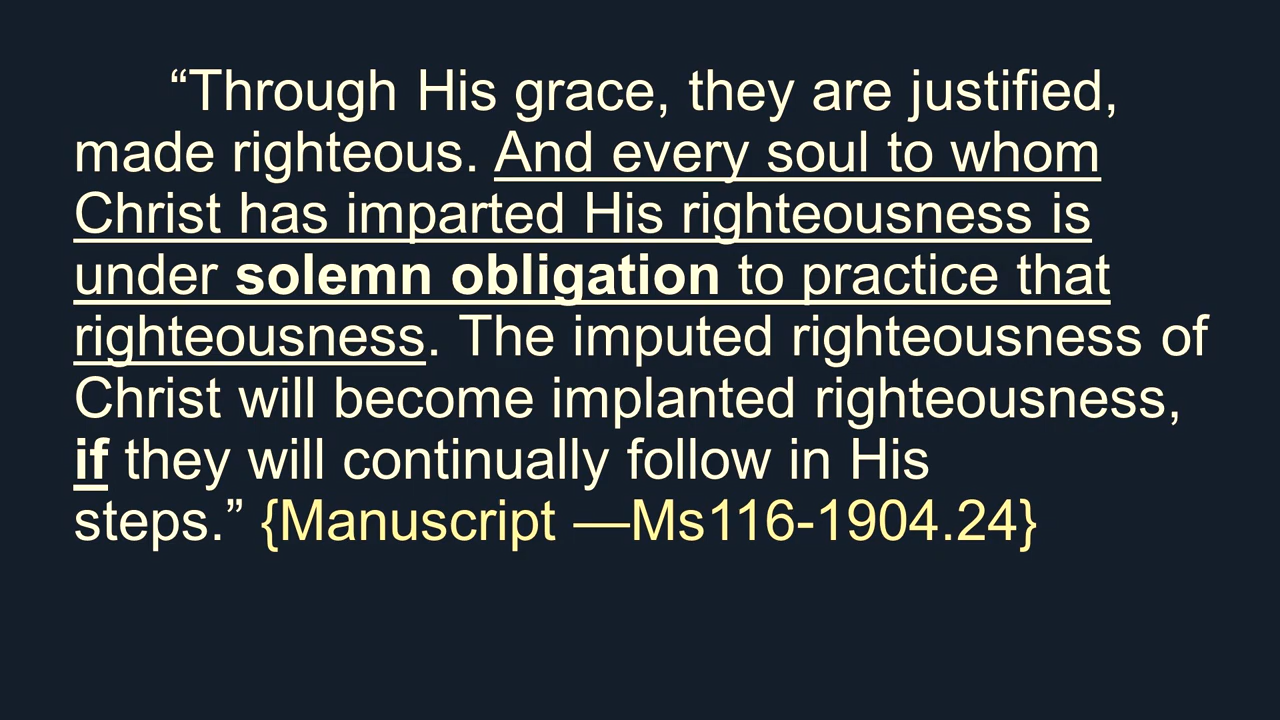 “Through His grace, they are justified,
made righteous. And every soul to whom
Christ has imparted His righteousness is
under solemn obligation to practice that
righteousness. The imputed righteousness of
Christ will become implanted righteousness,
if they will continually follow in His
steps.” {Manuscript —Ms116-1904.24}